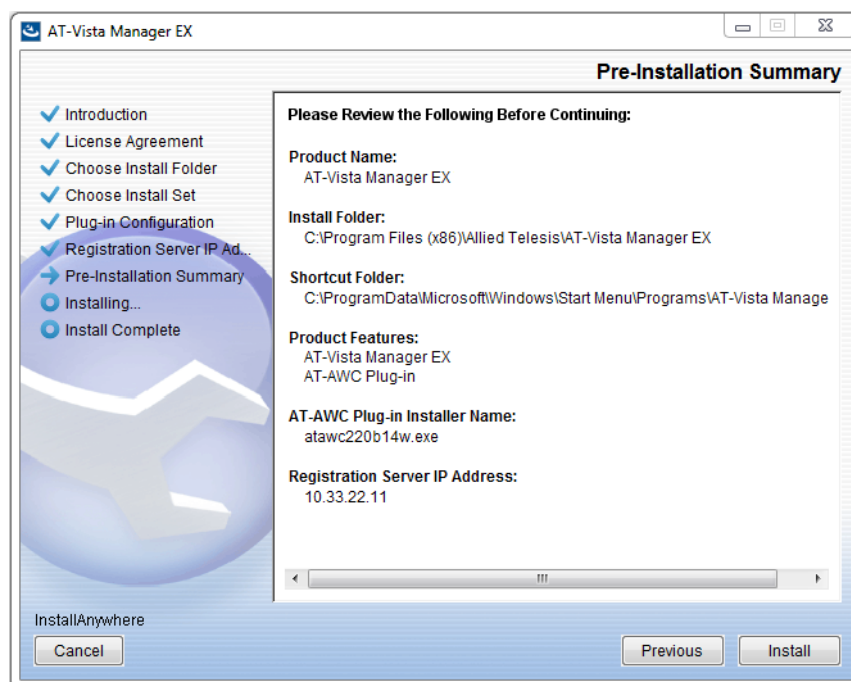 AT-Vista Manager EX
Pre-Installation Summary
Introduction
License Agreement
Choose Install Folder
Choose Install Set
Plug-in Configuration
Registration Server IP Ad...
Pre-Installation Summary
Installing...
Install Complete
Please Review the Following Before Continuing:
Product Name:
AT-Vista Manager EX
Install Folder:
C:\Program Files (x86)\Allied Telesis\AT-Vista Manager EX
Shortcut Folder:
C:\ProgramData\Microsoft\Windows\Start Menu\Programs\AT-Vista Manage
Product Features:
AT-Vista Manager EX
AT-AWC Plug-in
AT-AWC Plug-in Installer Name:
atawc220b14w.exe
Registration Server IP Address:
10.33.22.11
InstallAnywhere
Cancel
Previous
Install